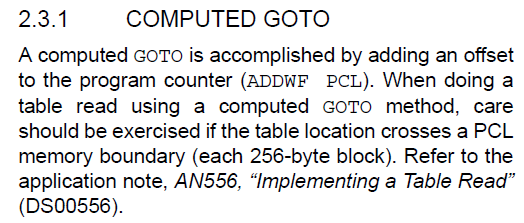 2.3.1 COMPUTED GOTO
A computed GOTO is accomplished by adding an offset
to the program counter (ADDWF PCL). When doing a
table read using a computed GOTO method, care
should be exercised if the table location crosses a PCL
memory boundary (each 256-byte block). Refer to the
application note, AN556, “Implementing a Table Read”
(DS00556).